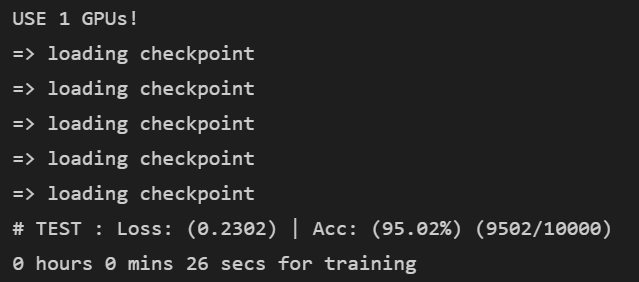 USE 1 GPUs!
=> loading checkpoint
=> loading checkpoint
=> loading checkpoint
=> loading checkpoint
=> loading checkpoint
# TEST : Loss: (0.2302) | Acc: (95.02%) (9502/10000)
0 hours 0 mins 26 secs for training